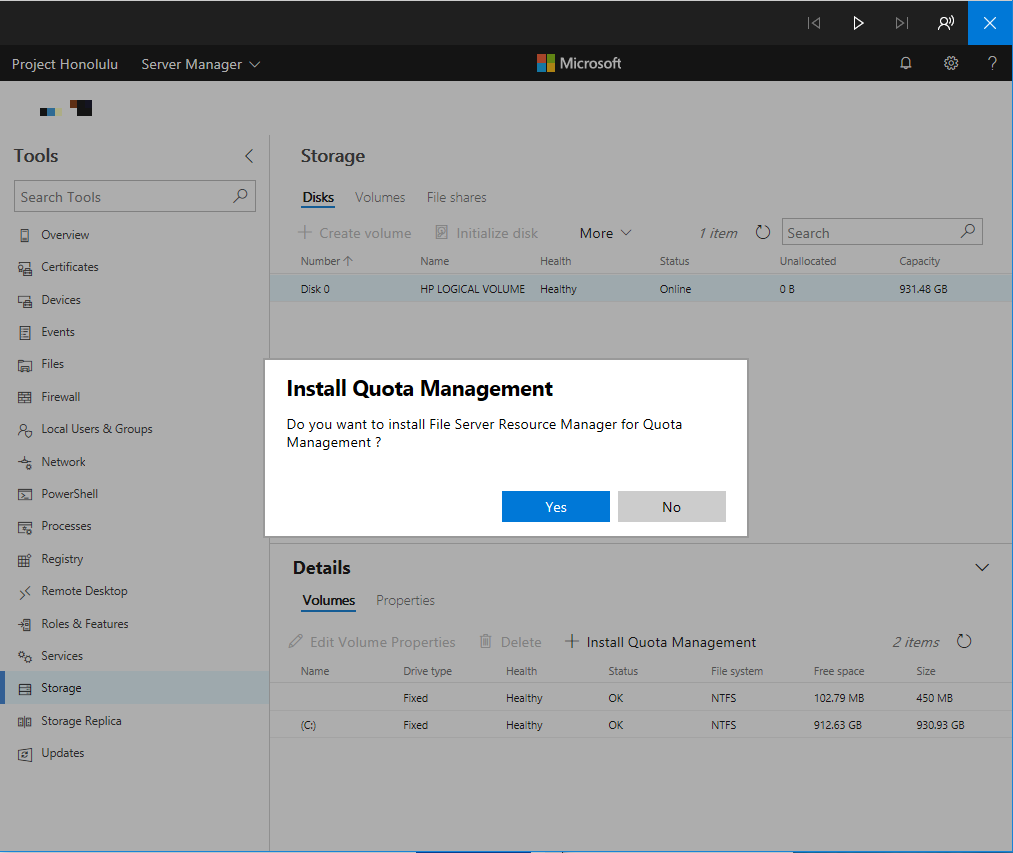 Project Honolulu Server Manager Microsoft ?
Tools
Search Tools
Overview
Certificates
Devices
Events
Files
Firewall
Local Users & Groups
Network
PowerShell
Processes
Registry
Remote Desktop
Roles & Features
Services
Storage
Storage Replica
Updates
Storage
Disks Volumes File shares
Create volume Initialize disk More 1 item Search
Number Name Health Status Unallocated Capacity
Disk 0 HP LOGICAL VOLUME Healthy Online 0 B 931.48 GB
Install Quota Management
Do you want to install File Server Resource Manager for Quota
Management ?
Yes No
Details
Volumes Properties
Edit Volume Properties Delete Install Quota Management 2 items
Name Drive type Health Status File system Free space Size
Fixed Healthy OK NTFS 102.79 MB 450 MB
(C:) Fixed Healthy OK NTFS 912.63 GB 930.93 GB